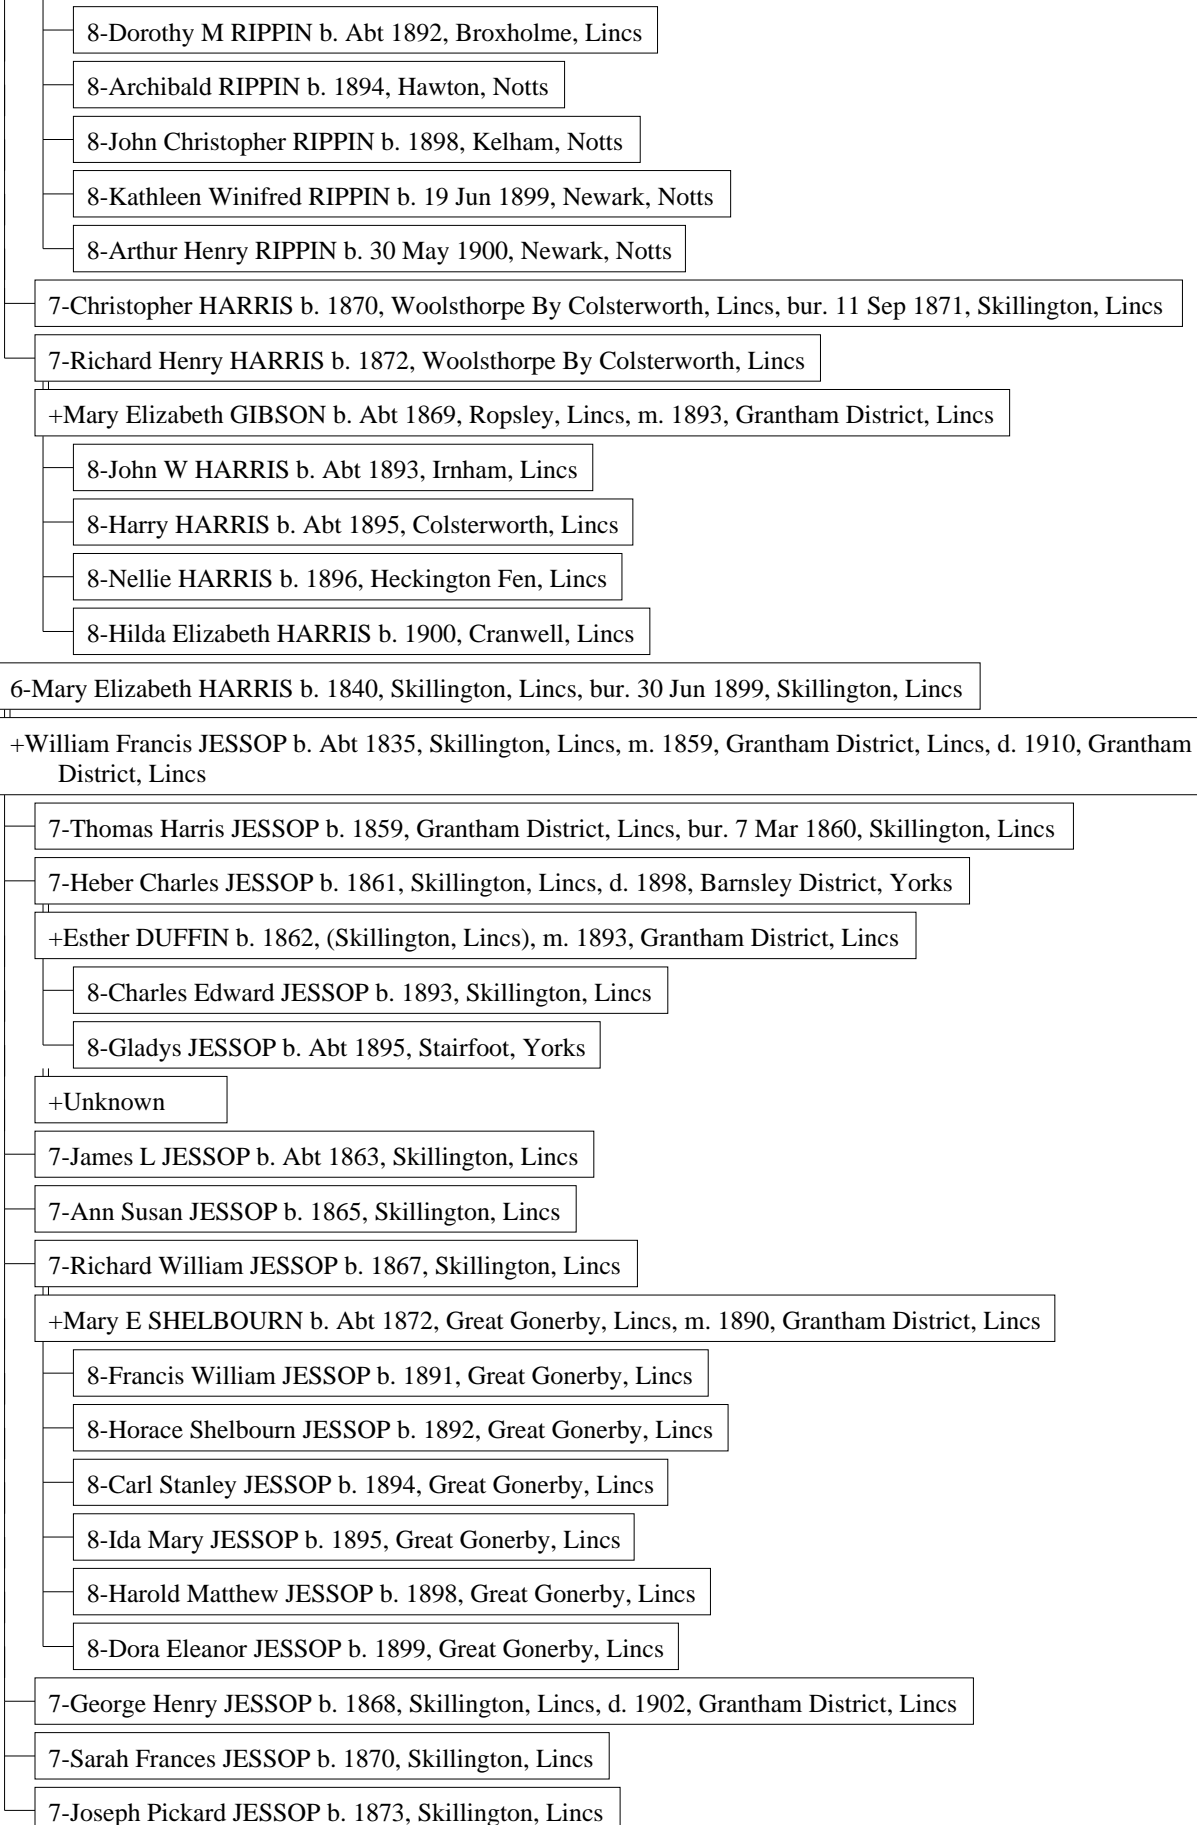 8-Dorothy M RIPPIN b. Abt 1892, Broxholme, Lincs
8-Archibald RIPPIN b. 1894, Hawton, Notts
8-John Christopher RIPPIN b. 1898, Kelham, Notts
8-Kathleen Winifred RIPPIN b. 19 Jun 1899, Newark, Notts
8-Arthur Henry RIPPIN b. 30 May 1900, Newark, Notts
7-Christopher HARRIS b. 1870, Woolsthorpe By Colsterworth, Lincs, bur. 11 Sep 1871, Skillington, Lincs
7-Richard Henry HARRIS b. 1872, Woolsthorpe By Colsterworth, Lincs
+Mary Elizabeth GIBSON b. Abt 1869, Ropsley, Lincs, m. 1893, Grantham District, Lincs
8-John W HARRIS b. Abt 1893, Irnham, Lincs
8-Harry HARRIS b. Abt 1895, Colsterworth, Lincs
8-Nellie HARRIS b. 1896, Heckington Fen, Lincs
8-Hilda Elizabeth HARRIS b. 1900, Cranwell, Lincs
6-Mary Elizabeth HARRIS b. 1840, Skillington, Lincs, bur. 30 Jun 1899, Skillington, Lincs
+William Francis JESSOP b. Abt 1835, Skillington, Lincs, m. 1859, Grantham District, Lincs, d. 1910, Grantham
District, Lincs
7-Thomas Harris JESSOP b. 1859, Grantham District, Lincs, bur. 7 Mar 1860, Skillington, Lincs
7-Heber Charles JESSOP b. 1861, Skillington, Lincs, d. 1898, Barnsley District, Yorks
+Esther DUFFIN b. 1862, (Skillington, Lincs), m. 1893, Grantham District, Lincs
8-Charles Edward JESSOP b. 1893, Skillington, Lincs
8-Gladys JESSOP b. Abt 1895, Stairfoot, Yorks
+Unknown
7-James L JESSOP b. Abt 1863, Skillington, Lincs
7-Ann Susan JESSOP b. 1865, Skillington, Lincs
7-Richard William JESSOP b. 1867, Skillington, Lincs
+Mary E SHELBOURN b. Abt 1872, Great Gonerby, Lincs, m. 1890, Grantham District, Lincs
8-Francis William JESSOP b. 1891, Great Gonerby, Lincs
8-Horace Shelbourn JESSOP b. 1892, Great Gonerby, Lincs
8-Carl Stanley JESSOP b. 1894, Great Gonerby, Lincs
8-Ida Mary JESSOP b. 1895, Great Gonerby, Lincs
8-Harold Matthew JESSOP b. 1898, Great Gonerby, Lincs
8-Dora Eleanor JESSOP b. 1899, Great Gonerby, Lincs
7-George Henry JESSOP b. 1868, Skillington, Lincs, d. 1902, Grantham District, Lincs
7-Sarah Frances JESSOP b. 1870, Skillington, Lincs
7-Joseph Pickard JESSOP b. 1873, Skillington, Lincs